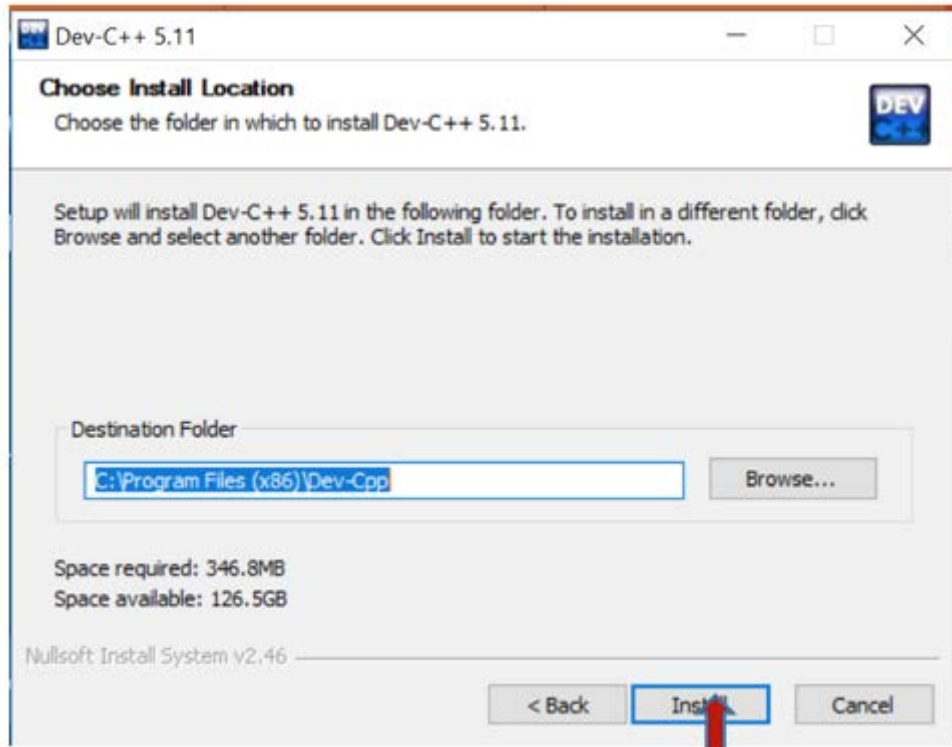 Dev-C++ 5.11
Choose Install Location
Choose the folder in which to install Dev-C++ 5.11.
DEV
C++
Setup will install Dev-C++ 5.11 in the following folder. To install in a different folder, click
Browse and select another folder. Click Install to start the installation.
Destination Folder
C:\Program Files (x86)\Dev-Cpp
Browse...
Space required: 346.8MB
Space available: 126.5GB
Nullsoft Install System v2.46
< Back
Install
Cancel